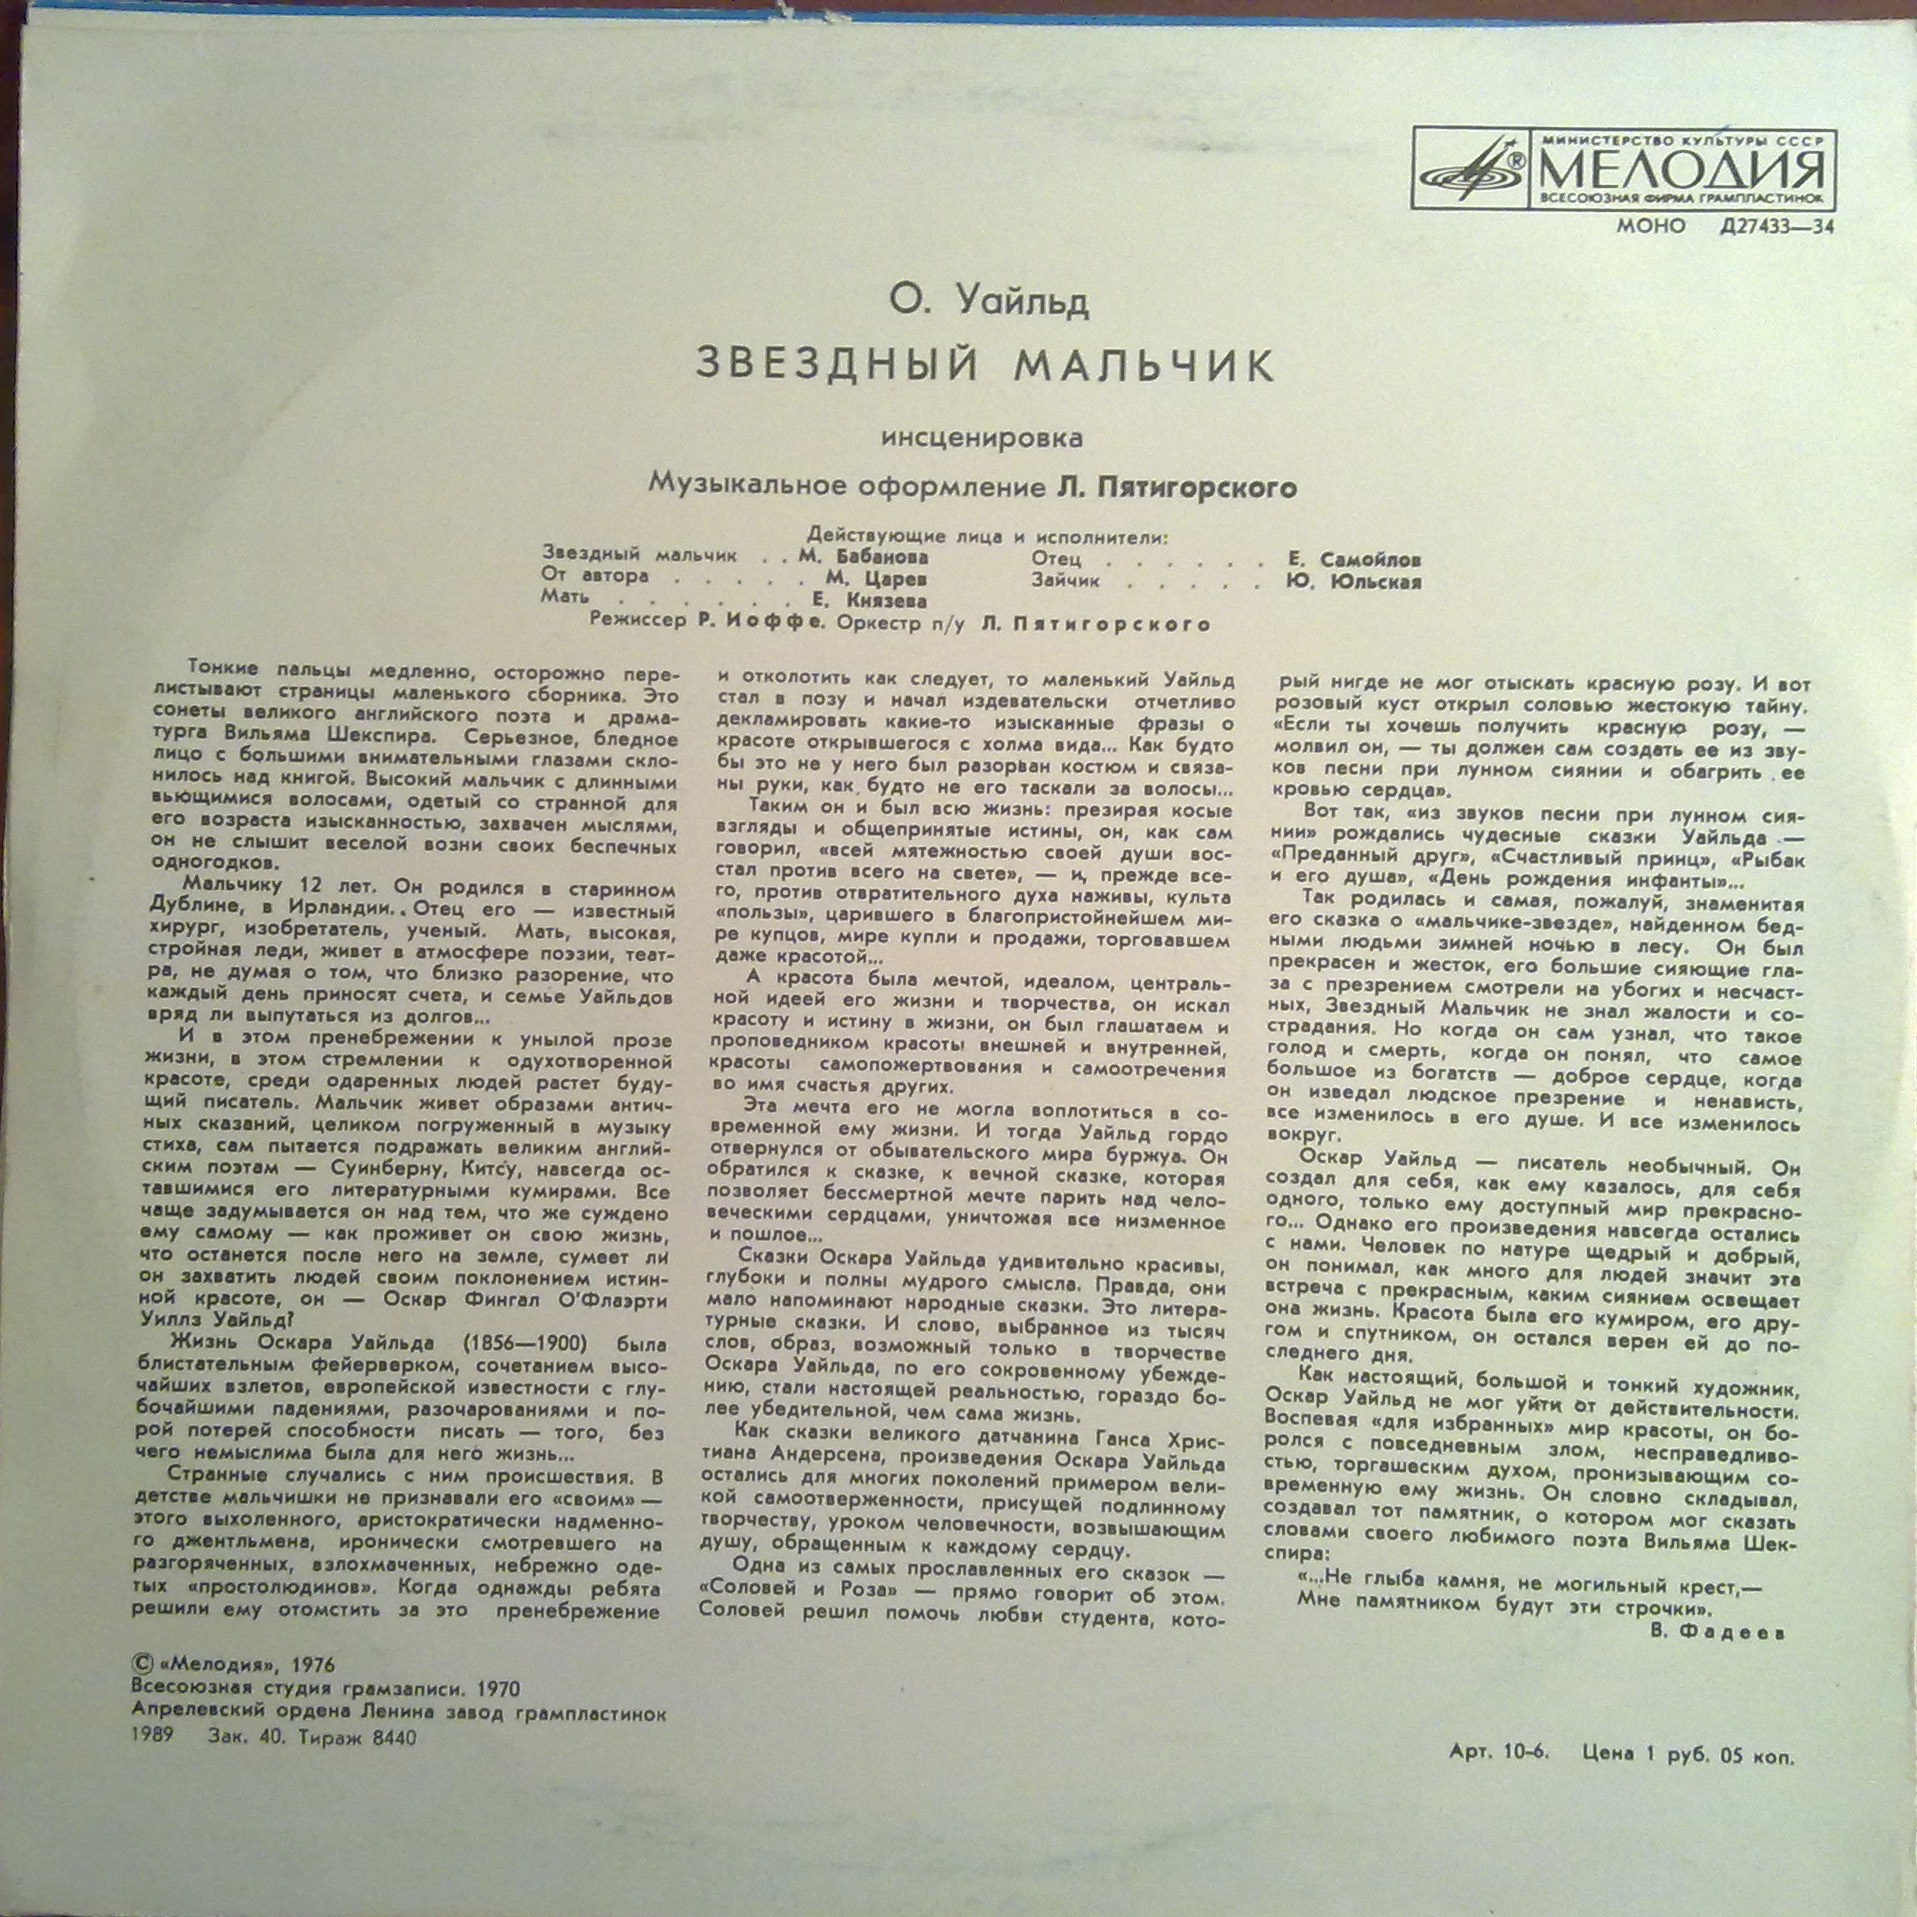 МИНИСТЕРСТВО КУЛЬТУРЫ СССР
МЕЛОДИЯ
ВСЕСОЮЗНАЯ ФИРМА ГРАМПЛАСТИНОК
МОНО Д27433—34
О. Уайльд
ЗВЕЗДНЫЙ МАЛЬЧИК
инсценировка
Музыкальное оформление Л. Пятигорского
Действующие лица и исполнители:
Звездный мальчик . . М. Бабанова
От автора . . . . . М. Царев
Мать . . . . . . Е. Князева
Отец . . . . . . Е. Самойлов
Зайчик . . . . . Ю. Юльская
Режиссер Р. Иоффе. Оркестр п/у Л. Пятигорского
Тонкие пальцы медленно, осторожно пере-
листывают страницы маленького сборника. Это
сонеты великого английского поэта и драма-
турга Вильяма Шекспира. Серьезное, бледное
лицо с большими внимательными глазами скло-
нилось над книгой. Высокий мальчик с длинными
вьющимися волосами, одетый со странной для
его возраста изысканностью, захвачен мыслями,
он не слышит веселой возни своих беспечных
одногодков.
Мальчику 12 лет. Он родился в старинном
Дублине, в Ирландии. Отец его — известный
хирург, изобретатель, ученый. Мать, высокая,
стройная леди, живет в атмосфере поэзии, теат-
ра, не думая о том, что близко разорение, что
каждый день приносят счета, и семье Уайльдов
вряд ли выпутаться из долгов...
И в этом пренебрежении к унылой прозе
жизни, в этом стремлении к одухотворенной
красоте, среди одаренных людей растет буду-
щий писатель. Мальчик живет образами антич-
ных сказаний, целиком погруженный в музыку
стиха, сам пытается подражать великим англий-
ским поэтам — Суинберну, Китсу, навсегда ос-
тавшимися его литературными кумирами. Все
чаще задумывается он над тем, что же суждено
ему самому — как проживет он свою жизнь,
что останется после него на земле, сумеет ли
он захватить людей своим поклонением истин-
ной красоте, он — Оскар Фингал О'Флаэрти
Уиллз Уайльд?
Жизнь Оскара Уайльда (1856—1900) была
блистательным фейерверком, сочетанием высо-
чайших взлетов, европейской известности с глу-
бочайшими падениями, разочарованиями и по-
рой потерей способности писать — того, без
чего немыслима была для него жизнь...
Странные случались с ним происшествия. В
детстве мальчишки не признавали его «своим» —
этого выхоленного, аристократически надменно-
го джентльмена, иронически смотревшего на
разгоряченных, взлохмаченных, небрежно оде-
тых «простолюдинов». Когда однажды ребята
решили ему отомстить за это пренебрежение
и отколотить как следует, то маленький Уайльд
стал в позу и начал издевательски отчетливо
декламировать какие-то изысканные фразы о
красоте открывшегося с холма вида... Как будто
бы это не у него был разорван костюм и связа-
ны руки, как будто не его таскали за волосы...
Таким он и был всю жизнь: презирая косые
взгляды и общепринятые истины, он, как сам
говорил, «всей мятежностью своей души вос-
стал против всего на свете», — и, прежде все-
го, против отвратительного духа наживы, культа
«пользы», царившего в благопристойнейшем ми-
ре купцов, мире купли и продажи, торговавшем
даже красотой...
А красота была мечтой, идеалом, централь-
ной идеей его жизни и творчества, он искал
красоту и истину в жизни, он был глашатаем и
проповедником красоты внешней и внутренней,
красоты самопожертвования и самоотречения
во имя счастья других.
Эта мечта его не могла воплотиться в со-
временной ему жизни. И тогда Уайльд гордо
отвернулся от обывательского мира буржуа. Он
обратился к сказке, к вечной сказке, которая
позволяет бессмертной мечте парить над чело-
веческими сердцами, уничтожая все низменное
и пошлое...
Сказки Оскара Уайльда удивительно красивы,
глубоки и полны мудрого смысла. Правда, они
мало напоминают народные сказки. Это литера-
турные сказки. И слово, выбранное из тысяч
слов, образ, возможный только в творчестве
Оскара Уайльда, по его сокровенному убежде-
нию, стали настоящей реальностью, гораздо бо-
лее убедительной, чем сама жизнь.
Как сказки великого датчанина Ганса Хрис-
тиана Андерсена, произведения Оскара Уайльда
остались для многих поколений примером вели-
кой самоотверженности, присущей подлинному
творчеству, уроком человечности, возвышающим
душу, обращенным к каждому сердцу.
Одна из самых прославленных его сказок —
«Соловей и Роза» — прямо говорит об этом.
Соловей решил помочь любви студента, кото-
рый нигде не мог отыскать красную розу. И вот
розовый куст открыл соловью жестокую тайну.
«Если ты хочешь получить красную розу, —
молвил он, — ты должен сам создать ее из зву-
ков песни при лунном сиянии и обагрить ее
кровью сердца».
Вот так, «из звуков песни при лунном сия-
нии» рождались чудесные сказки Уайльда —
«Преданный друг», «Счастливый принц», «Рыбак
и его душа», «День рождения инфанты»...
Так родилась и самая, пожалуй, знаменитая
его сказка о «мальчике-звезде», найденном бед-
ными людьми зимней ночью в лесу. Он был
прекрасен и жесток, его большие сияющие гла-
за с презрением смотрели на убогих и несчаст-
ных, Звездный Мальчик не знал жалости и со-
страдания. Но когда он сам узнал, что такое
голод и смерть, когда он понял, что самое
большое из богатств — доброе сердце, когда
он изведал людское презрение и ненависть,
все изменилось в его душе. И все изменилось
вокруг.
Оскар Уайльд — писатель необычный. Он
создал для себя, как ему казалось, для себя
одного, только ему доступный мир прекрасно-
го... Однако его произведения навсегда остались
с нами. Человек по натуре щедрый и добрый,
он понимал, как много для людей значит эта
встреча с прекрасным, каким сиянием освещает
она жизнь. Красота была его кумиром, его дру-
гом и спутником, он остался верен ей до по-
следнего дня.
Как настоящий, большой и тонкий художник,
Оскар Уайльд не мог уйти от действительности.
Воспевая «для избранных» мир красоты, он бо-
ролся с повседневным злом, несправедливо-
стью, торгашеским духом, пронизывающим со-
временную ему жизнь. Он словно складывал,
создавал тот памятник, о котором мог сказать
словами своего любимого поэта Вильяма Шек-
спира:
«...Не глыба камня, не могильный крест,—
Мне памятником будут эти строчки».
В. Фадеев
© «Мелодия», 1976
Всесоюзная студия грамзаписи. 1970
Апрелевский ордена Ленина завод грампластинок
1989 Зак. 40. Тираж 8440
Арт. 10-6. Цена 1 руб. 05 коп.